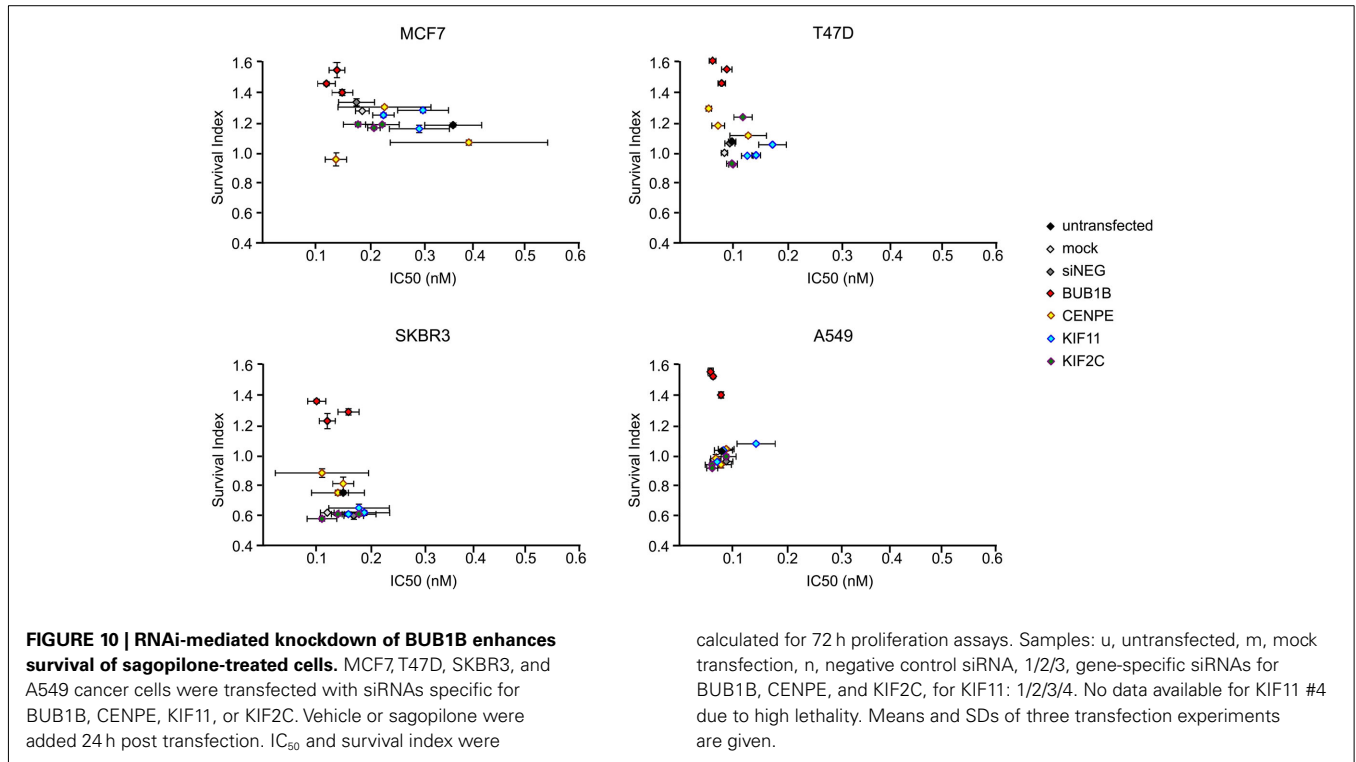 MCF7
1.6
1.4
1.2
1.0
0.8
0.6
0.4
Survival Index
0.1 0.2 0.3 0.4 0.5 0.6
IC50 (nM)
T47D
1.6
1.4
1.2
1.0
0.8
0.6
0.4
Survival Index
0.1 0.2 0.3 0.4 0.5 0.6
IC50 (nM)
untransfected
mock
siNEG
BUB1B
CENPE
KIF11
KIF2C
SKBR3
1.6
1.4
1.2
1.0
0.8
0.6
0.4
Survival Index
0.1 0.2 0.3 0.4 0.5 0.6
IC50 (nM)
A549
1.6
1.4
1.2
1.0
0.8
0.6
0.4
Survival Index
0.1 0.2 0.3 0.4 0.5 0.6
IC50 (nM)
FIGURE 10 | RNAi-mediated knockdown of BUB1B enhances
survival of sagopilone-treated cells. MCF7, T47D, SKBR3, and
A549 cancer cells were transfected with siRNAs specific for
BUB1B, CENPE, KIF11, or KIF2C. Vehicle or sagopilone were
added 24 h post transfection. IC₅₀ and survival index were
calculated for 72 h proliferation assays. Samples: u, untransfected, m, mock
transfection, n, negative control siRNA, 1/2/3, gene-specific siRNAs for
BUB1B, CENPE, and KIF2C, for KIF11: 1/2/3/4. No data available for KIF11 #4
due to high lethality. Means and SDs of three transfection experiments
are given.